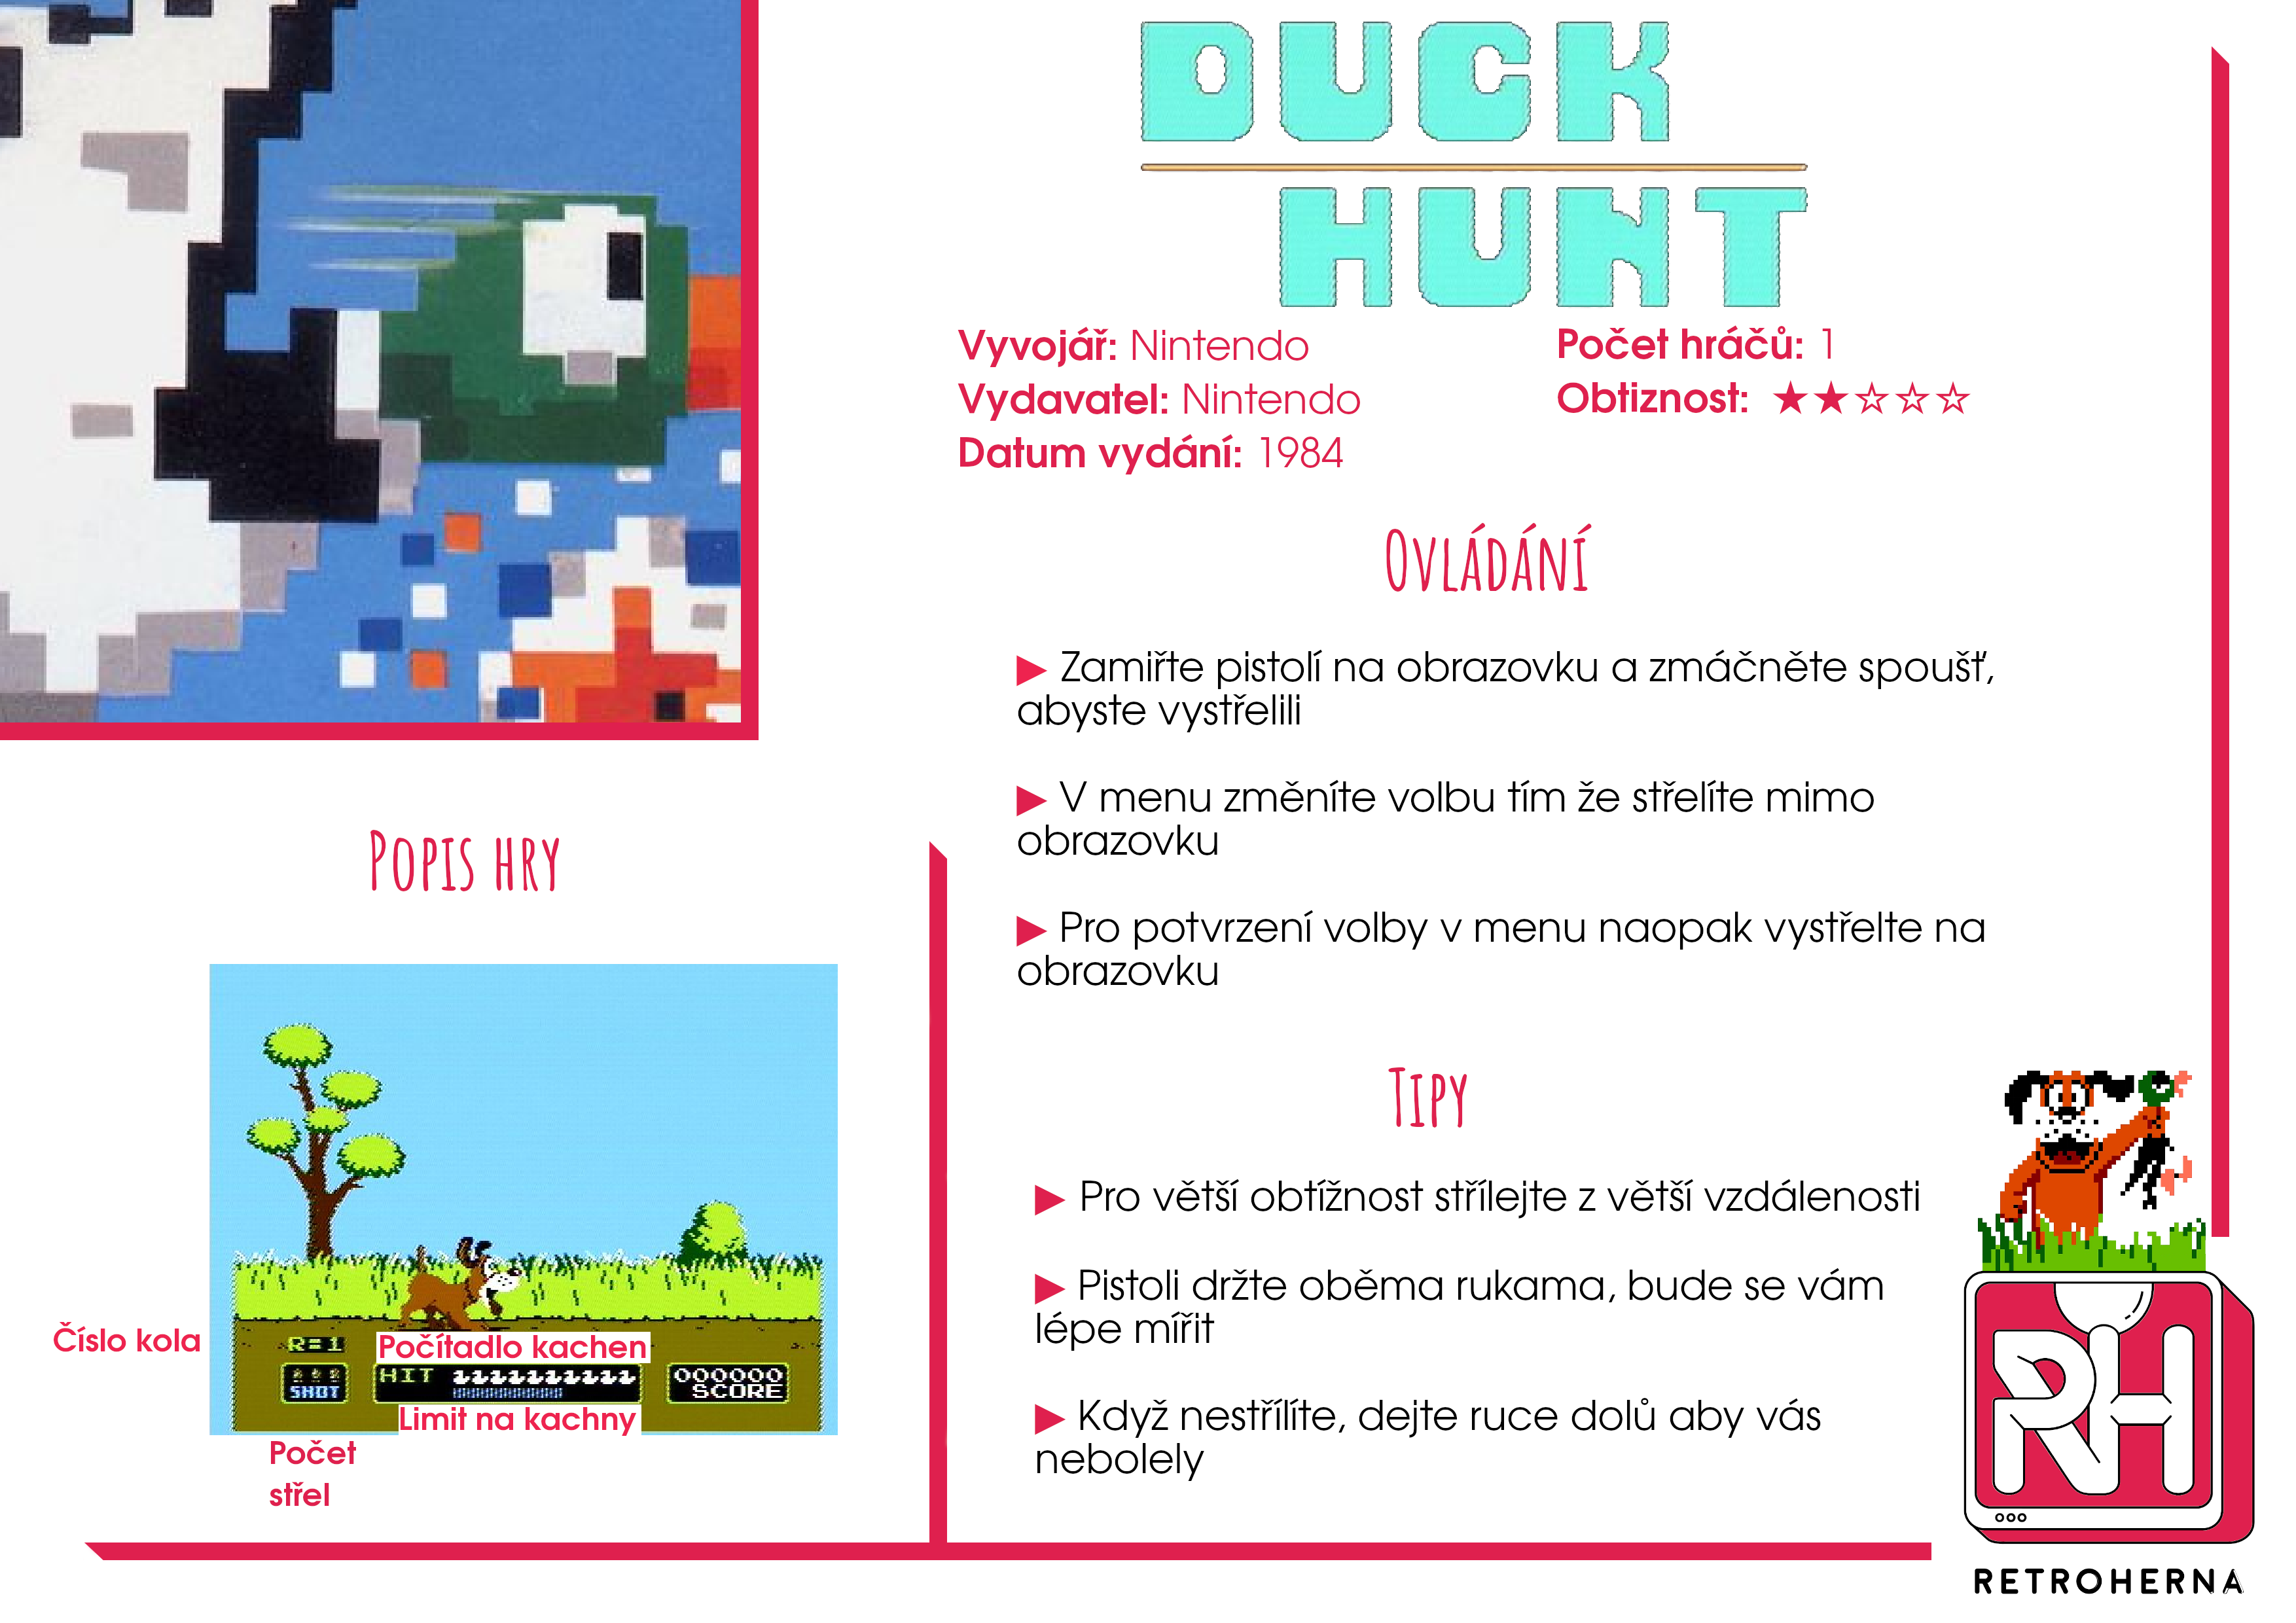 DUCK
HUNT
Vyvojář: Nintendo
Vydavatel: Nintendo
Datum vydání: 1984
Počet hráčů: 1
Obtiznost: ★★☆☆☆
Ovládání
▶ Zamiřte pistolí na obrazovku a zmáčněte spoušť,
abyste vystřelili
▶ V menu změníte volbu tím že střelíte mimo
obrazovku
▶ Pro potvrzení volby v menu naopak vystřelte na
obrazovku
Popis hry
Číslo kola
R=1
Počítadlo kachen
SHOT
HIT
000000
SCORE
Limit na kachny
Počet
střel
Tipy
▶ Pro větší obtížnost střílejte z větší vzdálenosti
▶ Pistoli držte oběma rukama, bude se vám
lépe mířit
▶ Když nestřílíte, dejte ruce dolů aby vás
nebolely
RH
RETROHERNA